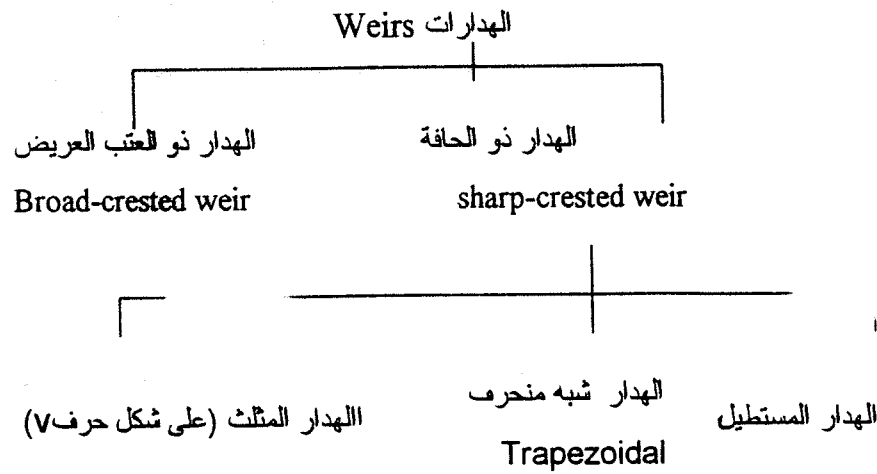 الهدارات Weirs
الهدار ذو الحافة
sharp-crested weir
الهدار ذو العتب العريض
Broad-crested weir
الهدار المستطيل
الهدار شبه منحرف
Trapezoidal
االهدار المثلث (على شكل حرفV)